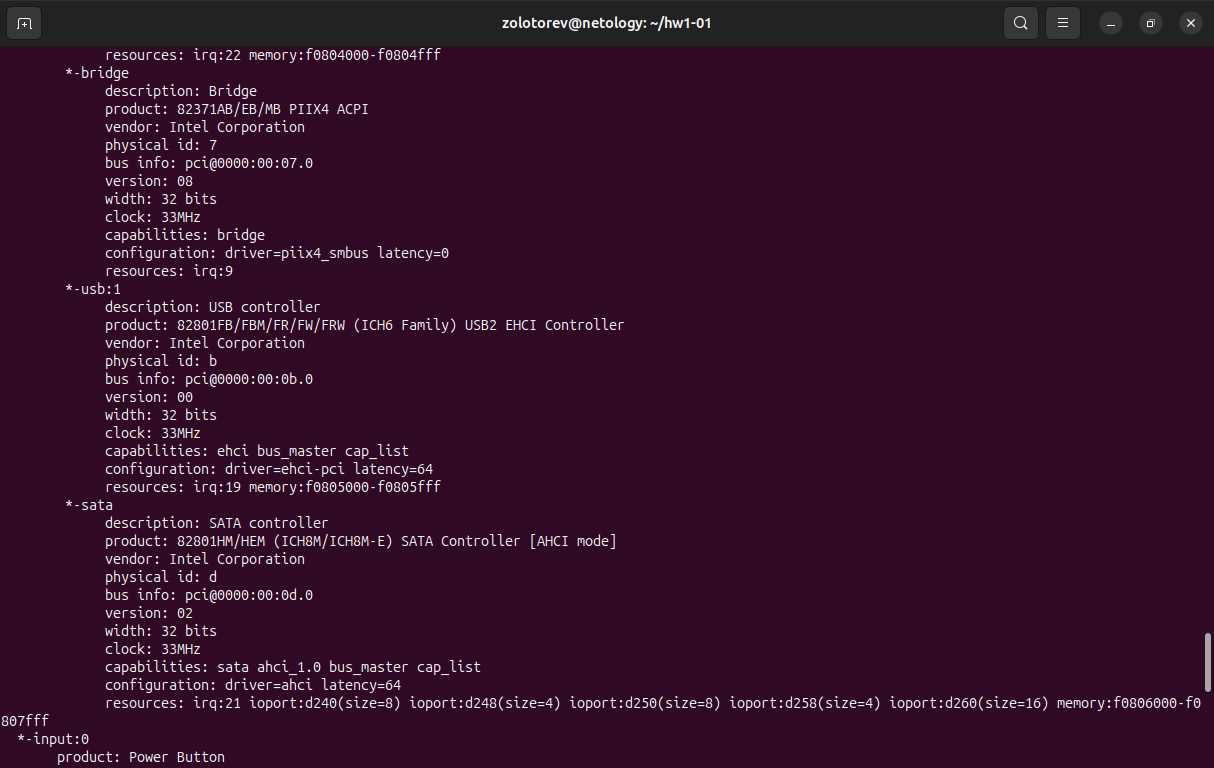 zolotorev@netology: ~/hw1-01
resources: irq:22 memory:f0804000-f0804fff
*-bridge
description: Bridge
product: 82371AB/EB/MB PIIX4 ACPI
vendor: Intel Corporation
physical id: 7
bus info: pci@0000:00:07.0
version: 08
width: 32 bits
clock: 33MHz
capabilities: bridge
configuration: driver=piix4_smbus latency=0
resources: irq:9
*-usb:1
description: USB controller
product: 82801FB/FBM/FR/FW/FRW (ICH6 Family) USB2 EHCI Controller
vendor: Intel Corporation
physical id: b
bus info: pci@0000:00:0b.0
version: 00
width: 32 bits
clock: 33MHz
capabilities: ehci bus_master cap_list
configuration: driver=ehci-pci latency=64
resources: irq:19 memory:f0805000-f0805fff
*-sata
description: SATA controller
product: 82801HM/HEM (ICH8M/ICH8M-E) SATA Controller [AHCI mode]
vendor: Intel Corporation
physical id: d
bus info: pci@0000:00:0d.0
version: 02
width: 32 bits
clock: 33MHz
capabilities: sata ahci_1.0 bus_master cap_list
configuration: driver=ahci latency=64
resources: irq:21 ioport:d240(size=8) ioport:d248(size=4) ioport:d250(size=8) ioport:d258(size=4) ioport:d260(size=16) memory:f0806000-f0
807fff
*-input:0
product: Power Button